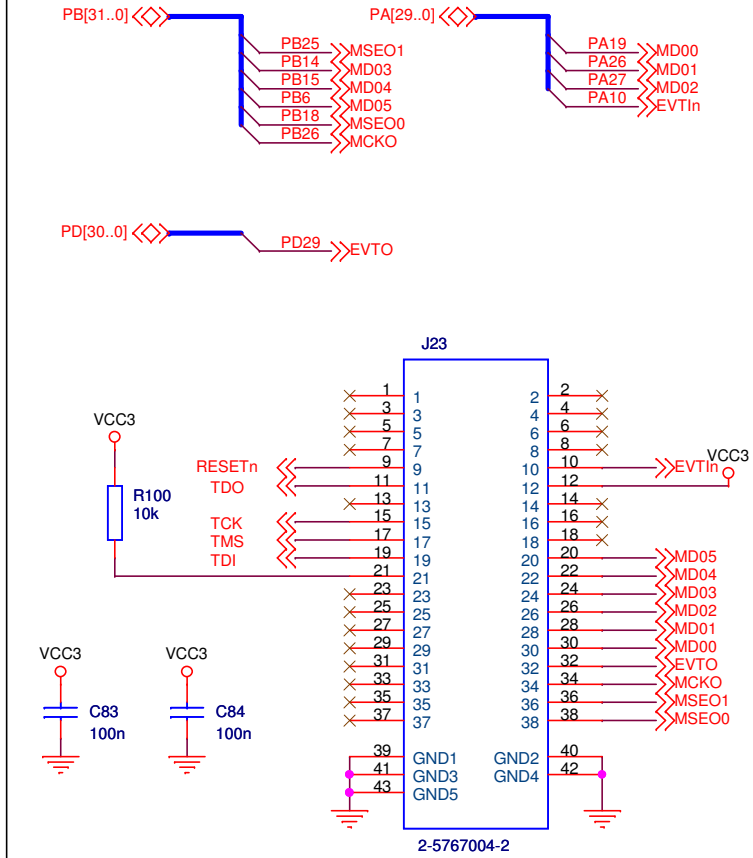 PB[31..0] PA[29..0]
PB25 MSEO1 PA19 MD00
PB14 MD03 PA26 MD01
PB15 MD04 PA27 MD02
PB6 MD05 PA10 EVTIn
PB18 MSEO0
PB26 MCKO
PD[30..0]
PD29 EVTO
J23
1 1 2 2
VCC3 3 3 4 4
5 5 6 6
7 7 8 8
RESETn 9 9 10 10 EVTIn VCC3
TDO 11 11 12 12
R100 13 13 14 14
10k TCK 15 15 16 16
TMS 17 17 18 18
TDI 19 19 20 20 MD05
21 21 22 22 MD04
23 23 24 24 MD03
25 25 26 26 MD02
27 27 28 28 MD01
VCC3 VCC3 29 29 30 30 MD00
31 31 32 32 EVTO
33 33 34 34 MCKO
C83 C84 35 35 36 36 MSEO1
100n 100n 37 37 38 38 MSEO0
39 GND1 GND2 40
41 GND3 GND4 42
43 GND5
2-5767004-2